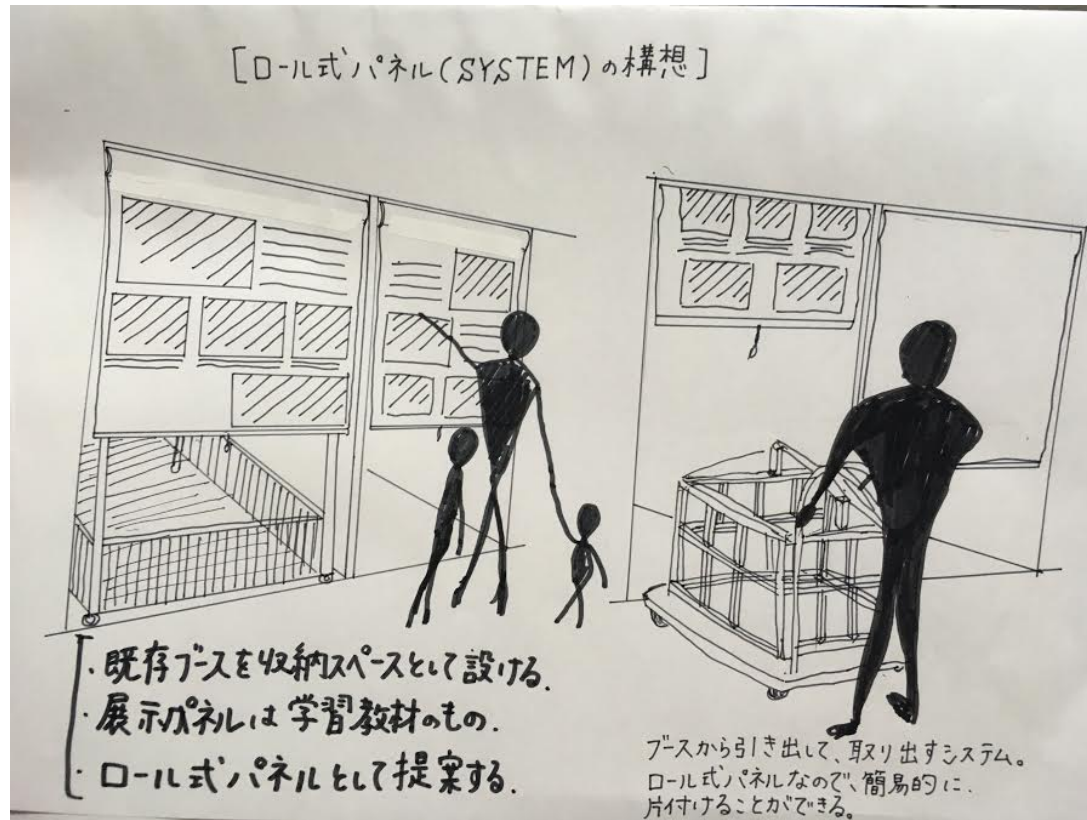 [ロール式パネル(SYSTEM)の構想]
・既存ブースを収納スペースとして設ける.
・展示パネルは学習教材のもの.
・ロール式パネルとして提案する.
ブースから引き出して、取り出すシステム。
ロール式パネルなので、簡易的に.
片付けることができる。